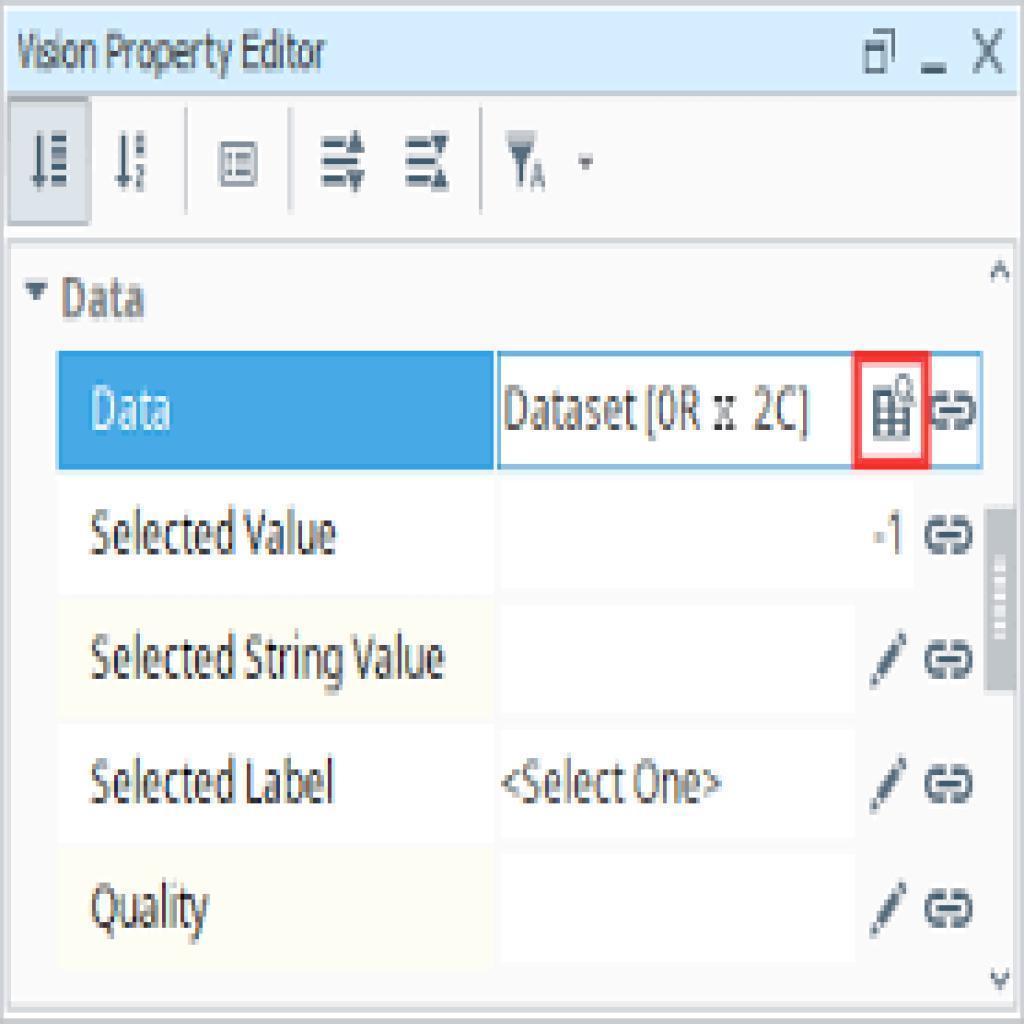 Vision Property Editor
Data
Data Dataset [0R x 2C]
Selected Value -1
Selected String Value
Selected Label <Select One>
Quality